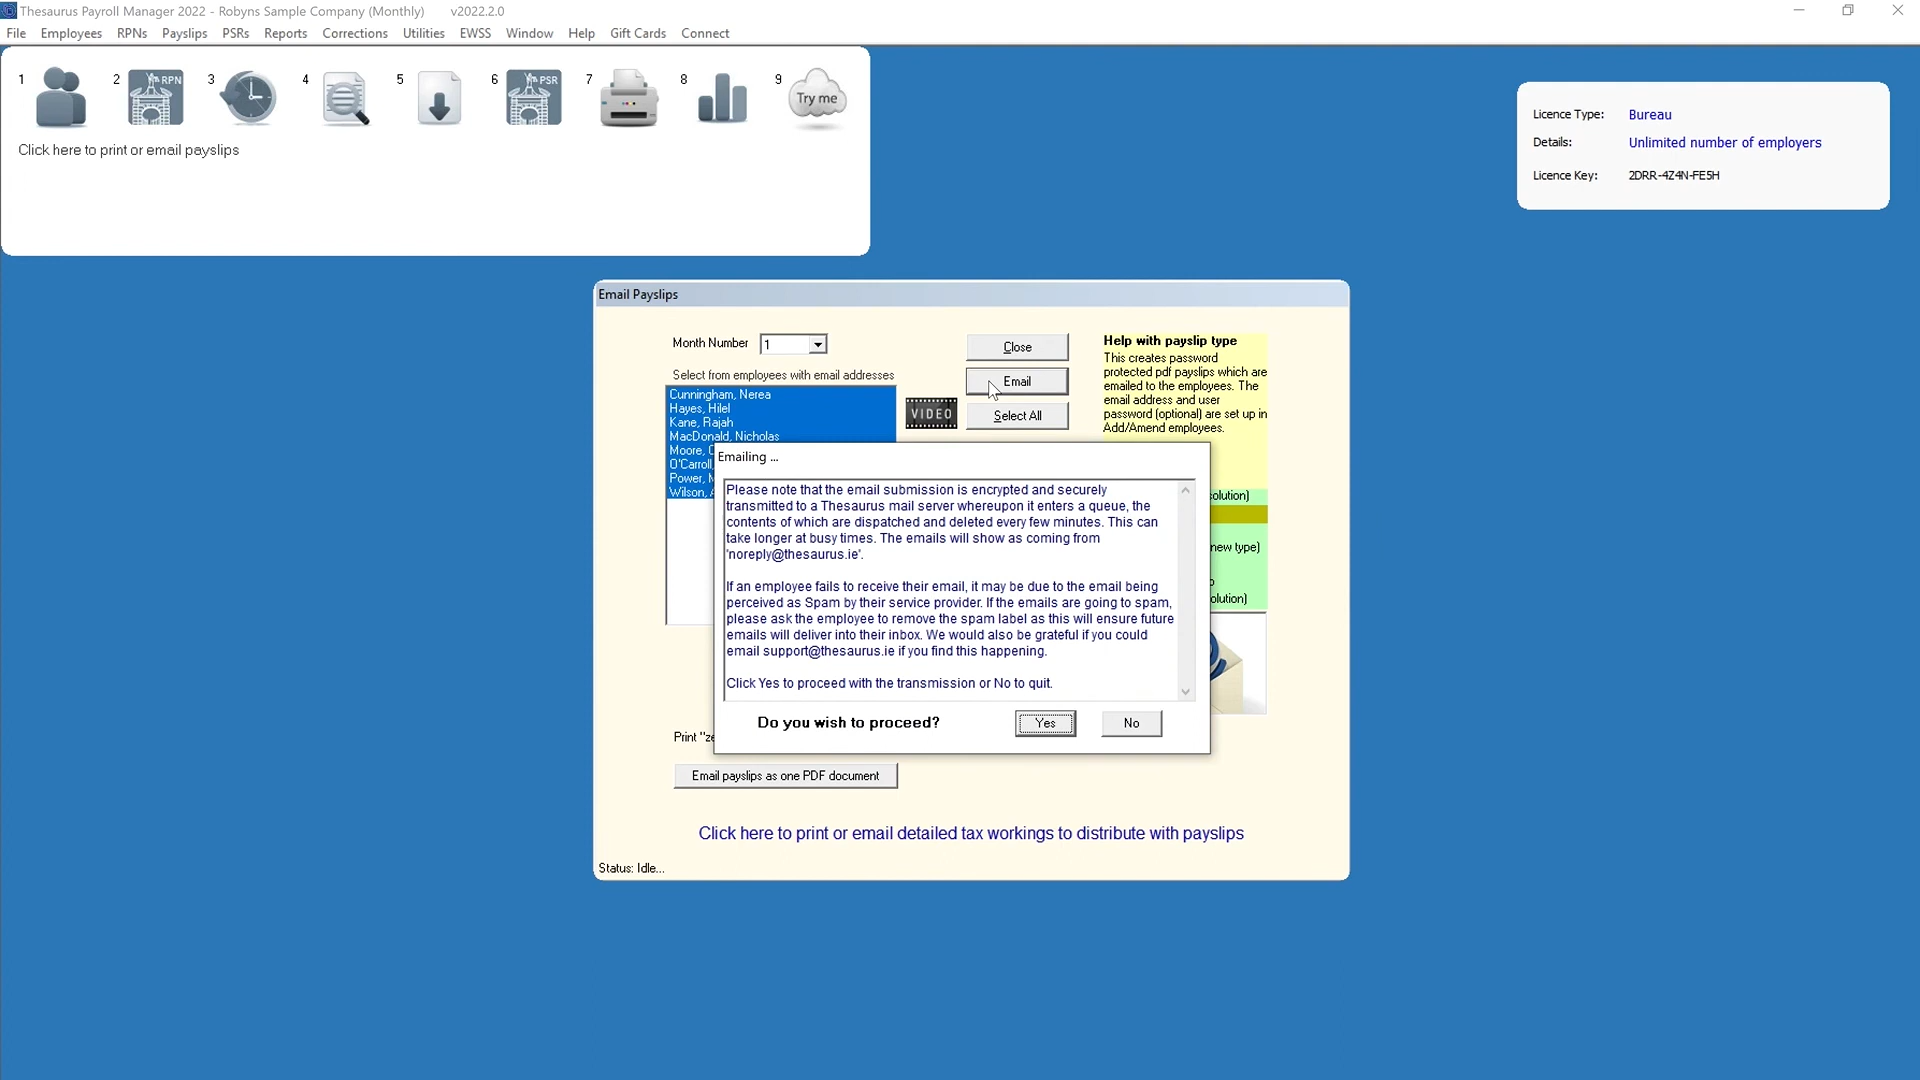 Thesaurus Payroll Manager 2022 - Robyns Sample Company (Monthly) v2022.2.0
File Employees RPNs Payslips PSRs Reports Corrections Utilities EWSS Window Help Gift Cards Connect
1 2 RPN 3 4 5 6 PSR 7 8 9 Try me
Click here to print or email payslips
Licence Type: Bureau
Details: Unlimited number of employers
Licence Key: 2DRR-4Z4N-FE5H
Email Payslips
Month Number 1
Close
Select from employees with email addresses
Email
VIDEO
Select All
Cunningham, Nerea
Hayes, Hilel
Kane, Rajah
MacDonald, Nicholas
Moore,
O'Carroll,
Power,
Wilson,
Help with payslip type
This creates password
protected pdf payslips which are
emailed to the employees. The
email address and user
password (optional) are set up in
Add/Amend employees.
solution)
new type)
olution)
Emailing ...
Please note that the email submission is encrypted and securely
transmitted to a Thesaurus mail server whereupon it enters a queue, the
contents of which are dispatched and deleted every few minutes. This can
take longer at busy times. The emails will show as coming from
'noreply@thesaurus.ie'.
If an employee fails to receive their email, it may be due to the email being
perceived as Spam by their service provider. If the emails are going to spam,
please ask the employee to remove the spam label as this will ensure future
emails will deliver into their inbox. We would also be grateful if you could
email support@thesaurus.ie if you find this happening.
Click Yes to proceed with the transmission or No to quit.
Do you wish to proceed? Yes No
Print "ze
Email payslips as one PDF document
Click here to print or email detailed tax workings to distribute with payslips
Status: Idle...